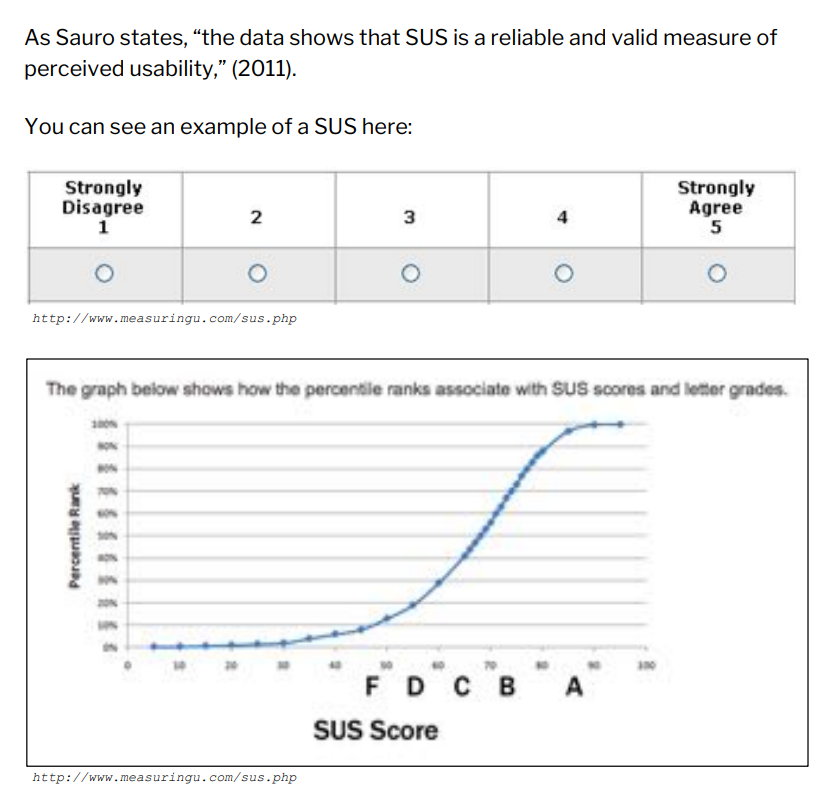 As Sauro states, “the data shows that SUS is a reliable and valid measure of
perceived usability,” (2011).
You can see an example of a SUS here:
Strongly Disagree 1
2
3
4
Strongly Agree 5
http://www.measuringu.com/sus.php
The graph below shows how the percentile ranks associate with SUS scores and letter grades.
100%
90%
80%
70%
60%
50%
40%
30%
20%
10%
0%
Percentile Rank
0 10 20 30 40 50 60 70 80 90 100
F D C B A
SUS Score
http://www.measuringu.com/sus.php